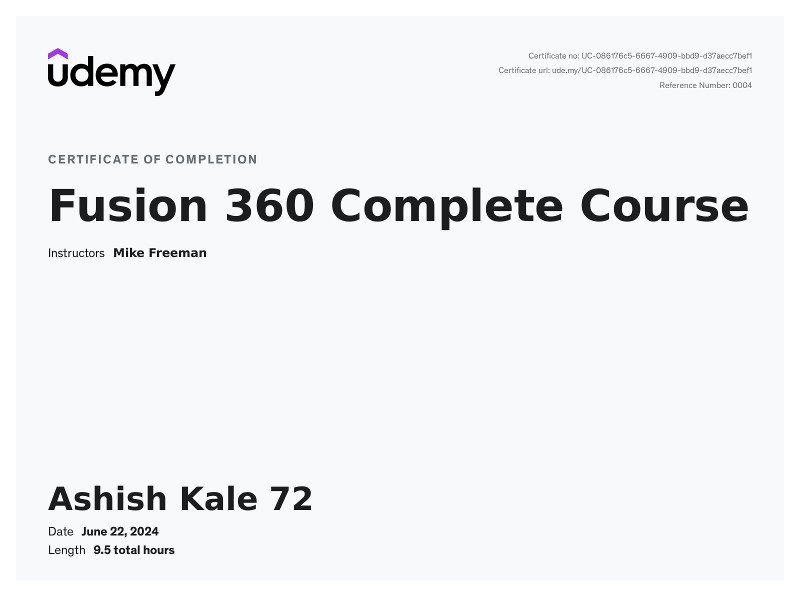 udemy
Certificate no: UC-086f76c5-6667-4909-bbd9-d37aecc7bef1
Certificate url: ude.my/UC-086f76c5-6667-4909-bbd9-d37aecc7bef1
Reference Number: 0004
CERTIFICATE OF COMPLETION
Fusion 360 Complete Course
Instructors Mike Freeman
Ashish Kale 72
Date June 22, 2024
Length 9.5 total hours